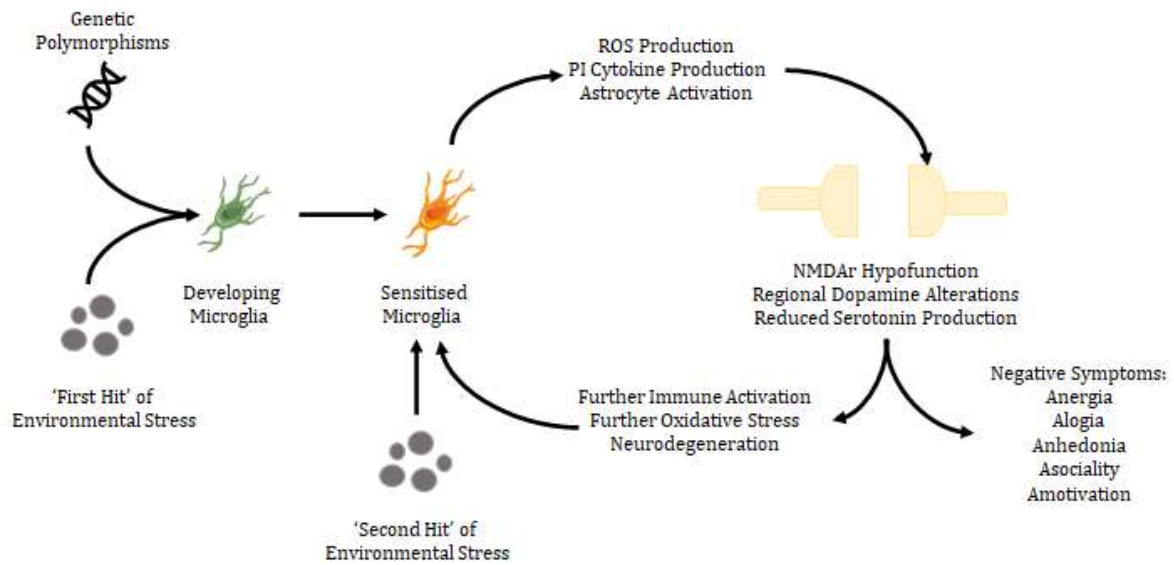 Genetic
Polymorphisms
‘First Hit’ of
Environmental Stress
Developing
Microglia
Sensitised
Microglia
‘Second Hit’ of
Environmental Stress
ROS Production
PI Cytokine Production
Astrocyte Activation
NMDAr Hypofunction
Regional Dopamine Alterations
Reduced Serotonin Production
Further Immune Activation
Further Oxidative Stress
Neurodegeneration
Negative Symptoms:
Anergia
Alogia
Anhedonia
Asociality
Amotivation